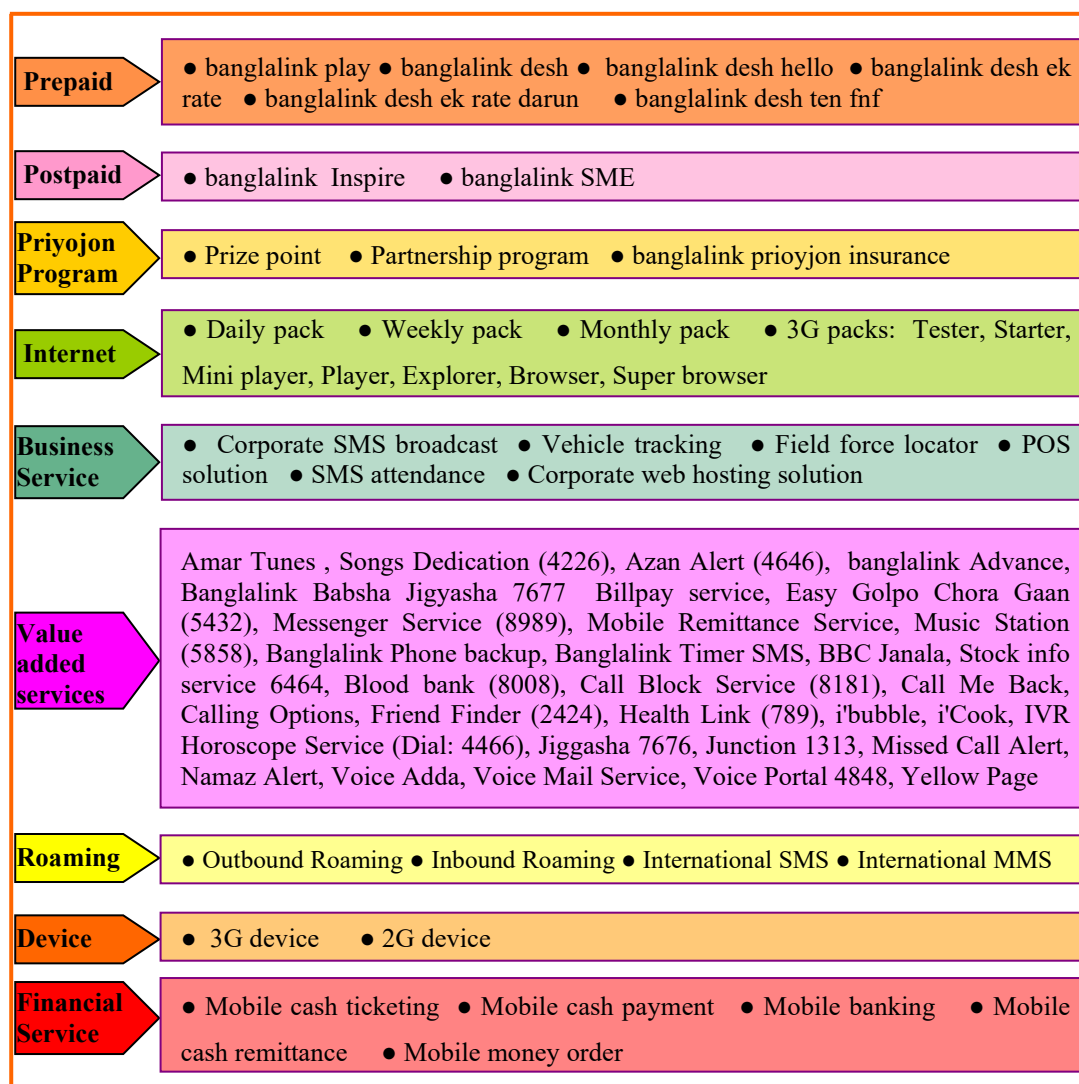 Prepaid
● banglalink play ● banglalink desh ● banglalink desh hello ● banglalink desh ek
rate ● banglalink desh ek rate darun ● banglalink desh ten fnf
Postpaid
● banglalink Inspire ● banglalink SME
Priyojon
Program
● Prize point ● Partnership program ● banglalink prioyjon insurance
Internet
● Daily pack ● Weekly pack ● Monthly pack ● 3G packs: Tester, Starter,
Mini player, Player, Explorer, Browser, Super browser
Business
Service
● Corporate SMS broadcast ● Vehicle tracking ● Field force locator ● POS
solution ● SMS attendance ● Corporate web hosting solution
Value
added
services
Amar Tunes , Songs Dedication (4226), Azan Alert (4646), banglalink Advance,
Banglalink Babsha Jigyasha 7677 Billpay service, Easy Golpo Chora Gaan
(5432), Messenger Service (8989), Mobile Remittance Service, Music Station
(5858), Banglalink Phone backup, Banglalink Timer SMS, BBC Janala, Stock info
service 6464, Blood bank (8008), Call Block Service (8181), Call Me Back,
Calling Options, Friend Finder (2424), Health Link (789), i'bubble, i'Cook, IVR
Horoscope Service (Dial: 4466), Jiggasha 7676, Junction 1313, Missed Call Alert,
Namaz Alert, Voice Adda, Voice Mail Service, Voice Portal 4848, Yellow Page
Roaming
● Outbound Roaming ● Inbound Roaming ● International SMS ● International MMS
Device
● 3G device ● 2G device
Financial
Service
● Mobile cash ticketing ● Mobile cash payment ● Mobile banking ● Mobile
cash remittance ● Mobile money order